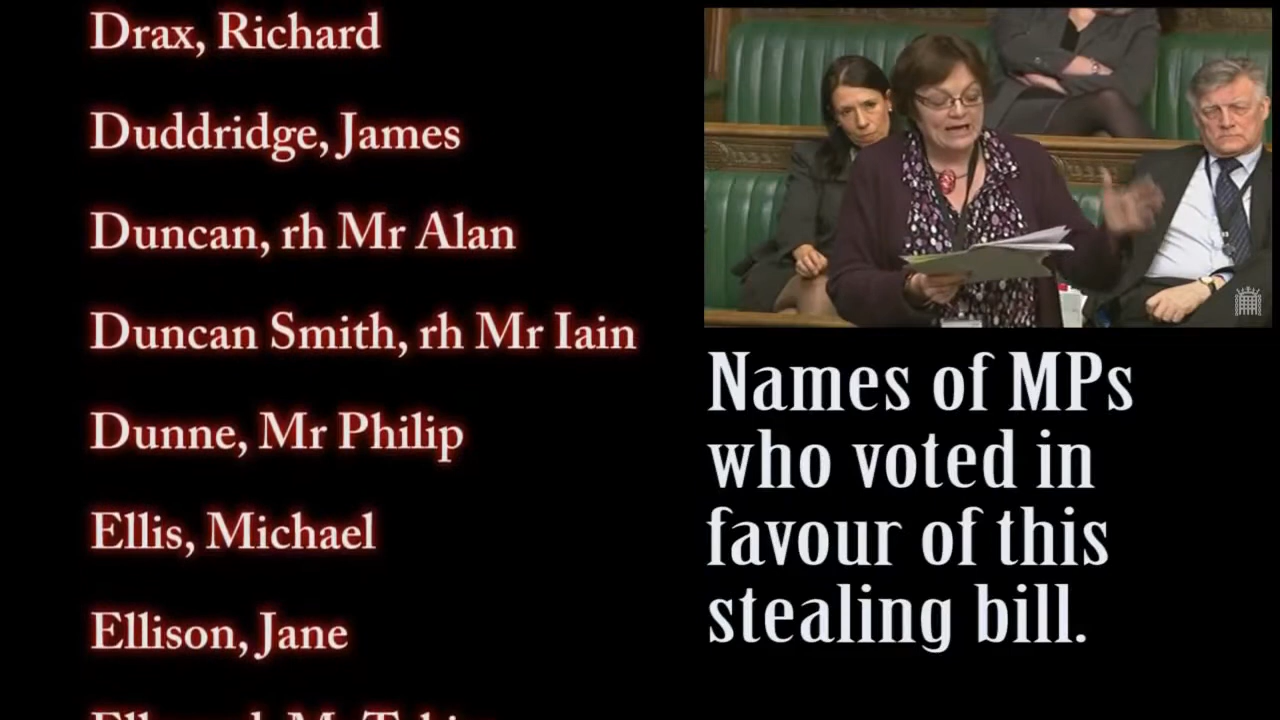 Drax, Richard
Duddridge, James
Duncan, rh Mr Alan
Duncan Smith, rh Mr Iain
Dunne, Mr Philip
Ellis, Michael
Ellison, Jane
Names of MPs
who voted in
favour of this
stealing bill.